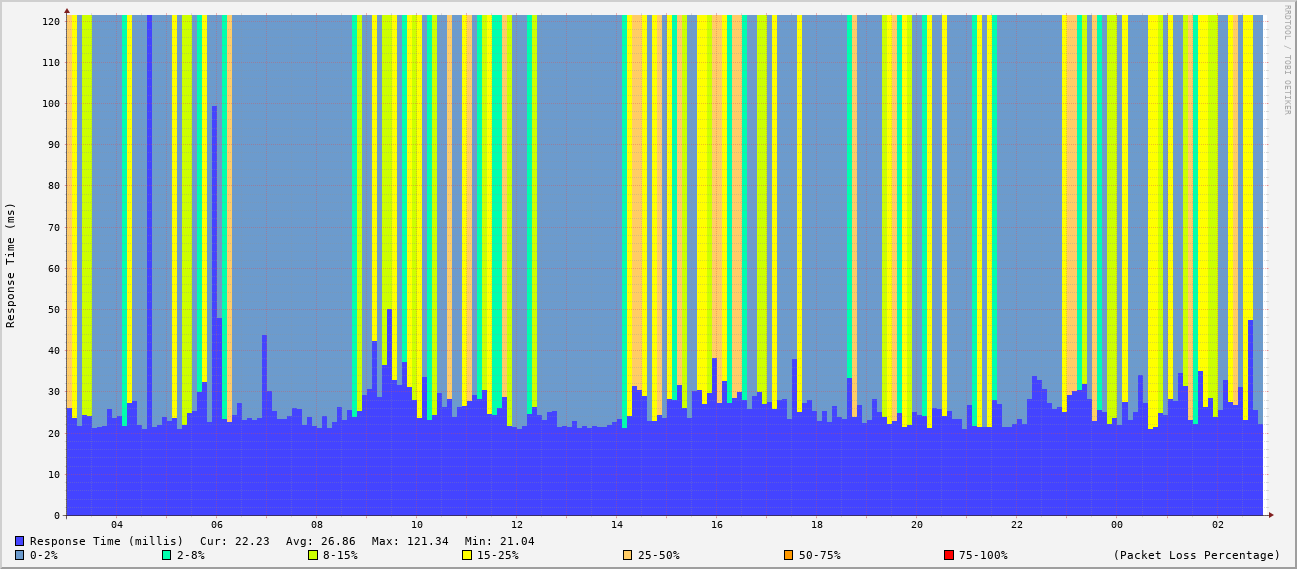 RRDTOOL / TOBI OETIKER
Response Time (ms)
120
110
100
90
80
70
60
50
40
30
20
10
0
04 06 08 10 12 14 16 18 20 22 00 02
Response Time (millis) Cur: 22.23 Avg: 26.86 Max: 121.34 Min: 21.04
0-2% 2-8% 8-15% 15-25% 25-50% 50-75% 75-100% (Packet Loss Percentage)